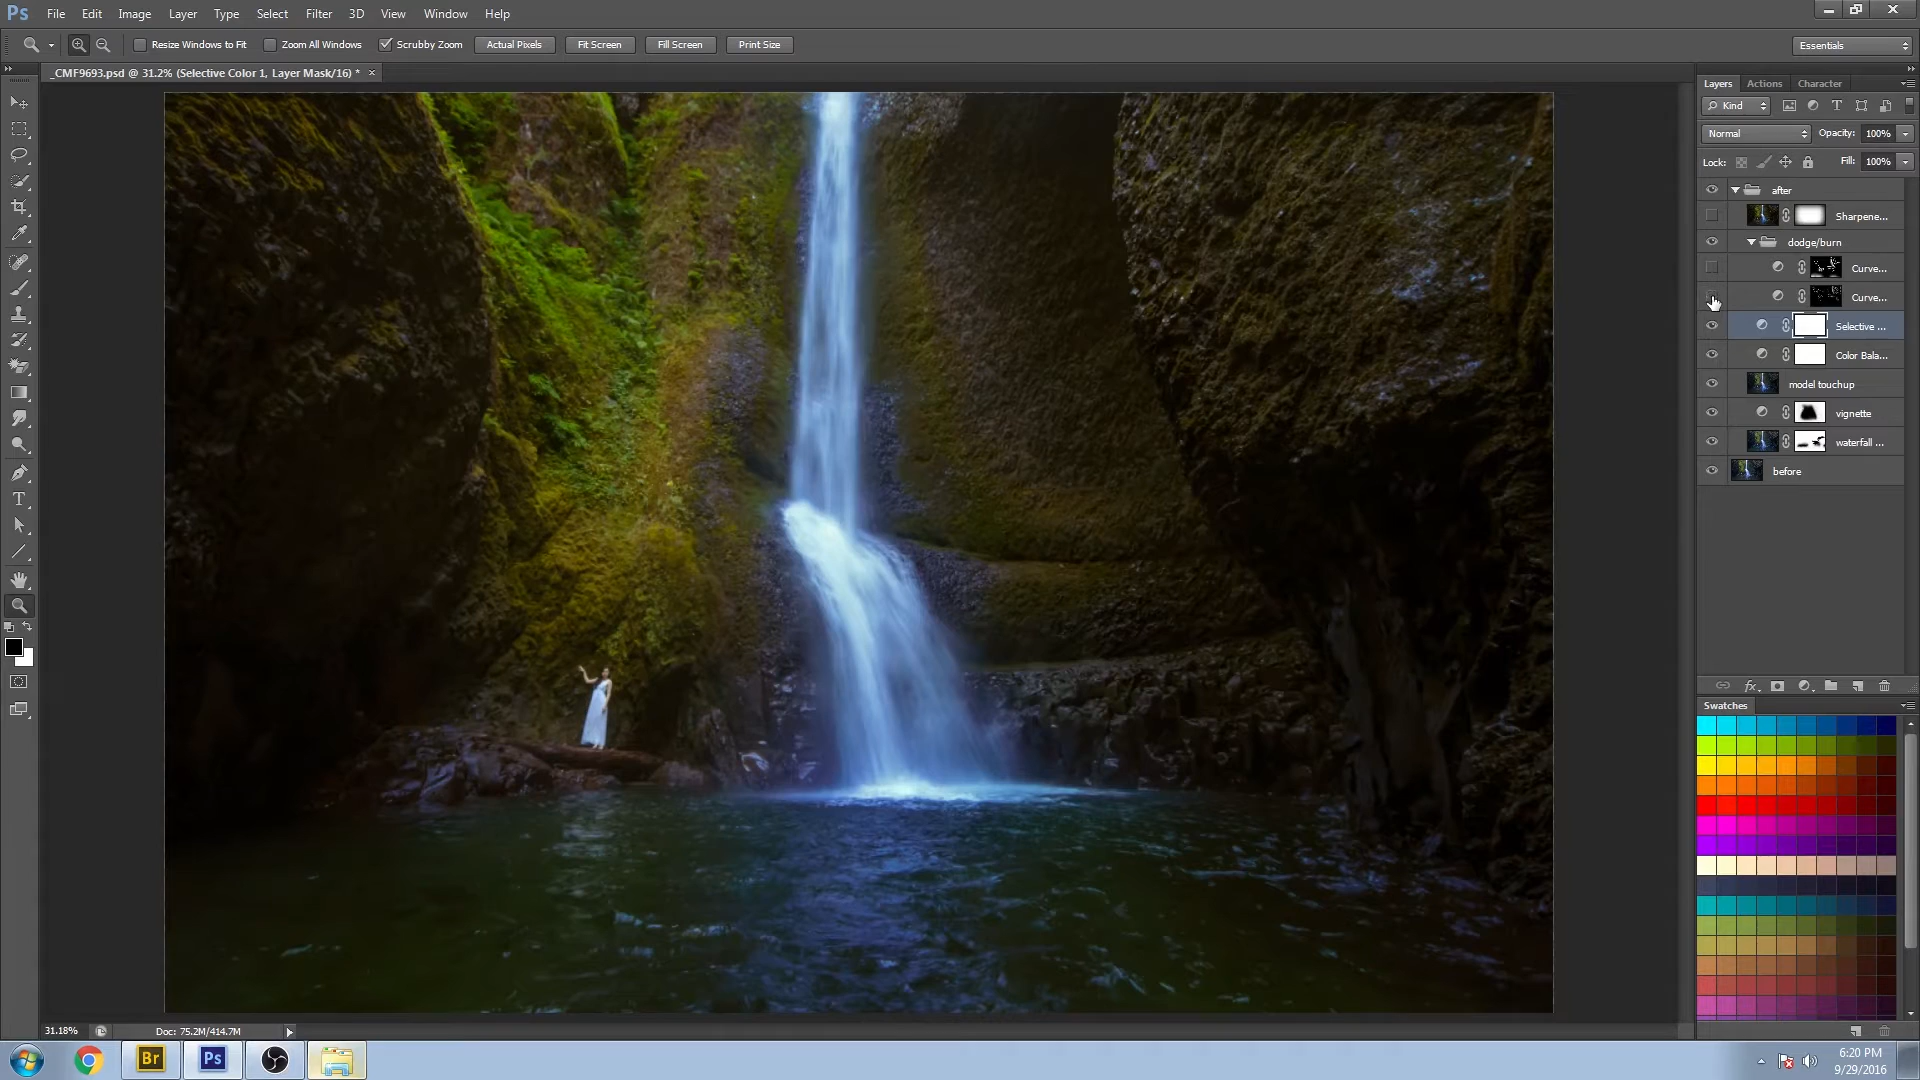 Ps File Edit Image Layer Type Select Filter 3D View Window Help
Resize Windows to Fit Zoom All Windows Scrubby Zoom Actual Pixels Fit Screen Fill Screen Print Size Essentials
_CMF9693.psd @ 31.2% (Selective Color 1, Layer Mask/16) * ×
Layers Actions Character
Kind T
Normal Opacity: 100%
Lock: Fill: 100%
after
Sharpene...
dodge/burn
Curve...
Curve...
Selective ...
Color Bala...
model touchup
vignette
waterfall ...
before
T
fx
Swatches
31.18% Doc: 75.2M/414.7M
Br Ps
6:20 PM
9/29/2016